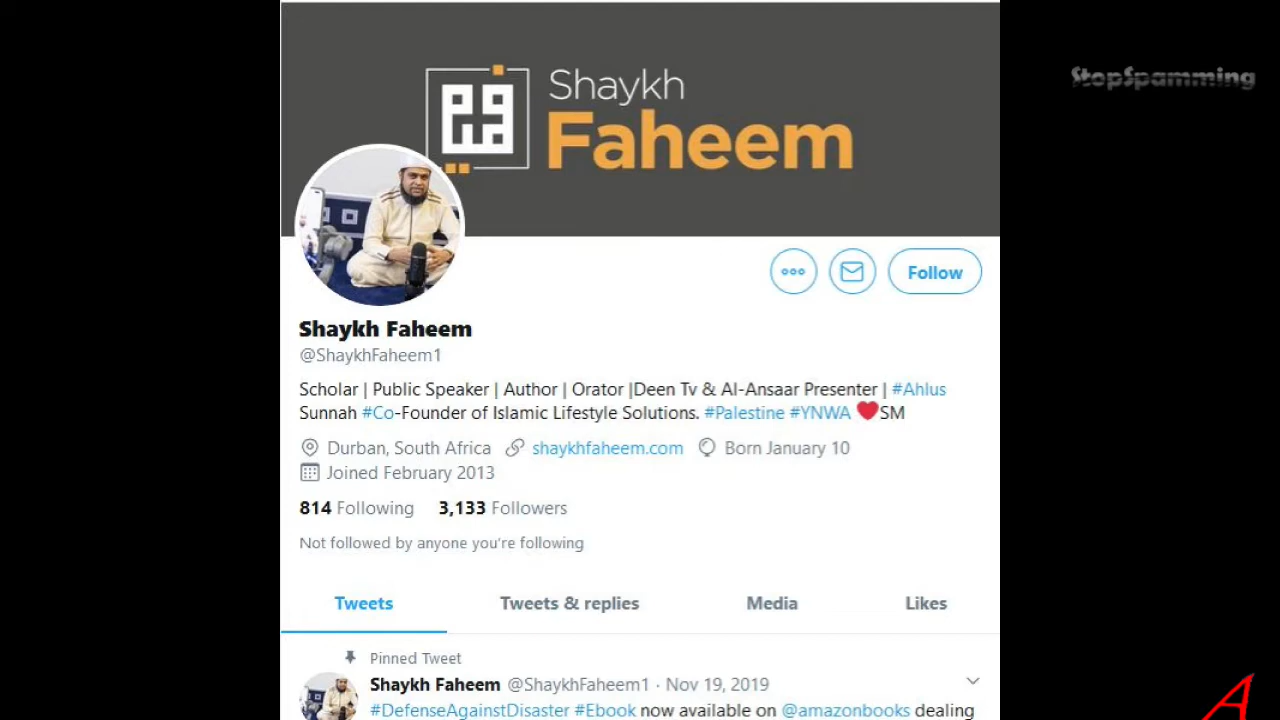 StopSpamming
Shaykh
Faheem
Follow
Shaykh Faheem
@ShaykhFaheem1
Scholar | Public Speaker | Author | Orator |Deen Tv & Al-Ansaar Presenter | #Ahlus
Sunnah #Co-Founder of Islamic Lifestyle Solutions. #Palestine #YNWA ❤️SM
Durban, South Africa shaykhfaheem.com Born January 10
Joined February 2013
814 Following 3,133 Followers
Not followed by anyone you're following
Tweets Tweets & replies Media Likes
Pinned Tweet
Shaykh Faheem @ShaykhFaheem1 · Nov 19, 2019
#DefenseAgainstDisaster #Ebook now available on @amazonbooks dealing
A